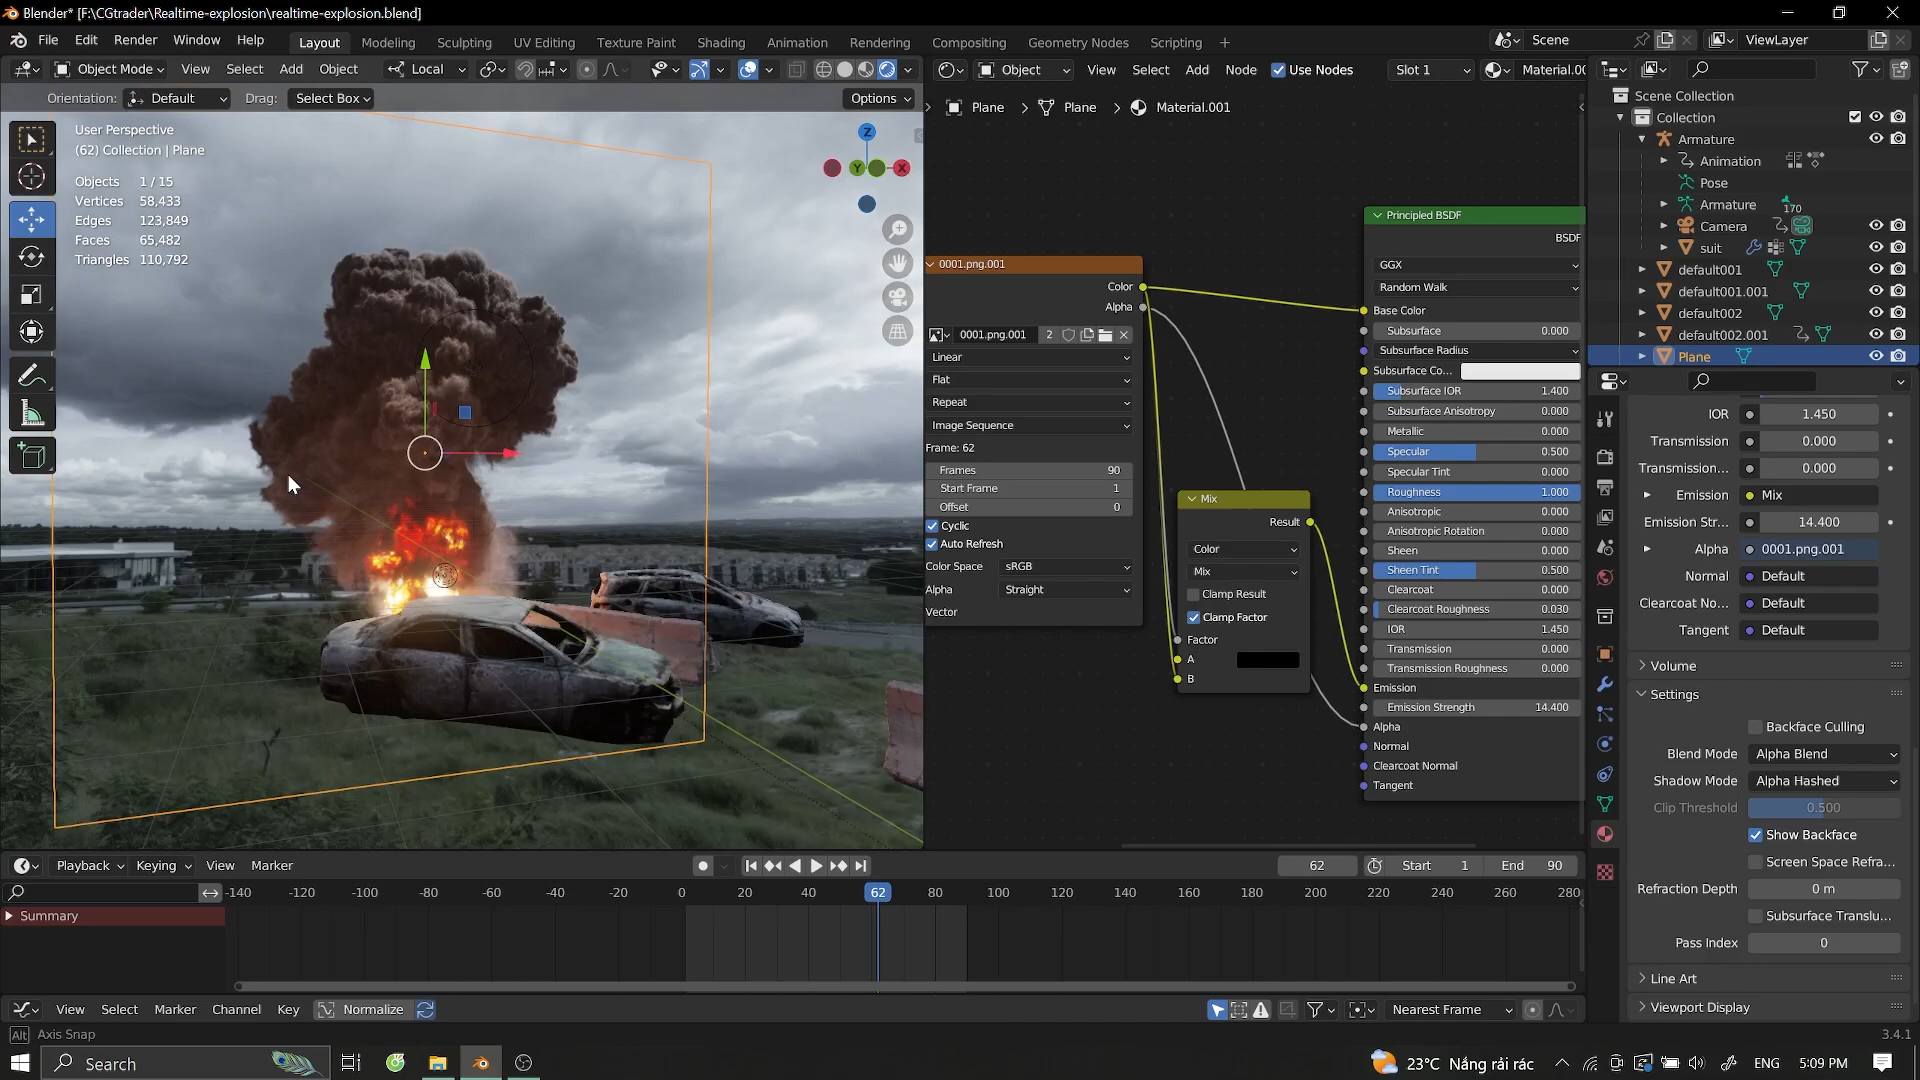 Blender* [F:\CGtrader\Realtime-explosion\realtime-explosion.blend]
File Edit Render Window Help Layout Modeling Sculpting UV Editing Texture Paint Shading Animation Rendering Compositing Geometry Nodes Scripting + Scene ViewLayer
Object Mode View Select Add Object Local
Orientation: Default Drag: Select Box Options
User Perspective
(62) Collection | Plane
Objects 1 / 15
Vertices 58,433
Edges 123,849
Faces 65,482
Triangles 110,792
Z
Y
X
Object View Select Add Node Use Nodes Slot 1 Material.00
Plane > Plane > Material.001
0001.png.001
Color
Alpha
0001.png.001 2
Linear
Flat
Repeat
Image Sequence
Frame: 62
Frames 90
Start Frame 1
Offset 0
Cyclic
Auto Refresh
Color Space sRGB
Alpha Straight
Vector
Mix
Result
Color
Mix
Clamp Result
Clamp Factor
Factor
A
B
Principled BSDF
BSDF
GGX
Random Walk
Base Color
Subsurface 0.000
Subsurface Radius
Subsurface Co...
Subsurface IOR 1.400
Subsurface Anisotropy 0.000
Metallic 0.000
Specular 0.500
Specular Tint 0.000
Roughness 1.000
Anisotropic 0.000
Anisotropic Rotation 0.000
Sheen 0.000
Sheen Tint 0.500
Clearcoat 0.000
Clearcoat Roughness 0.030
IOR 1.450
Transmission 0.000
Transmission Roughness 0.000
Emission
Emission Strength 14.400
Alpha
Normal
Clearcoat Normal
Tangent
Scene Collection
Collection
Armature
Animation
Pose
Armature 170
Camera
suit
default001
default001.001
default002
default002.001
Plane
IOR 1.450
Transmission 0.000
Transmission... 0.000
Emission Mix
Emission Str... 14.400
Alpha 0001.png.001
Normal Default
Clearcoat No... Default
Tangent Default
Volume
Settings
Backface Culling
Blend Mode Alpha Blend
Shadow Mode Alpha Hashed
Clip Threshold 0.500
Show Backface
Screen Space Refra...
Refraction Depth 0 m
Subsurface Translu...
Pass Index 0
Line Art
Viewport Display
Playback Keying View Marker 62 Start 1 End 90
-140 -120 -100 -80 -60 -40 -20 0 20 40 62 80 100 120 140 160 180 200 220 240 260 280
Summary
View Select Marker Channel Key Normalize Nearest Frame
Alt Axis Snap 3.4.1
Search 23°C Nắng rải rác ENG 5:09 PM